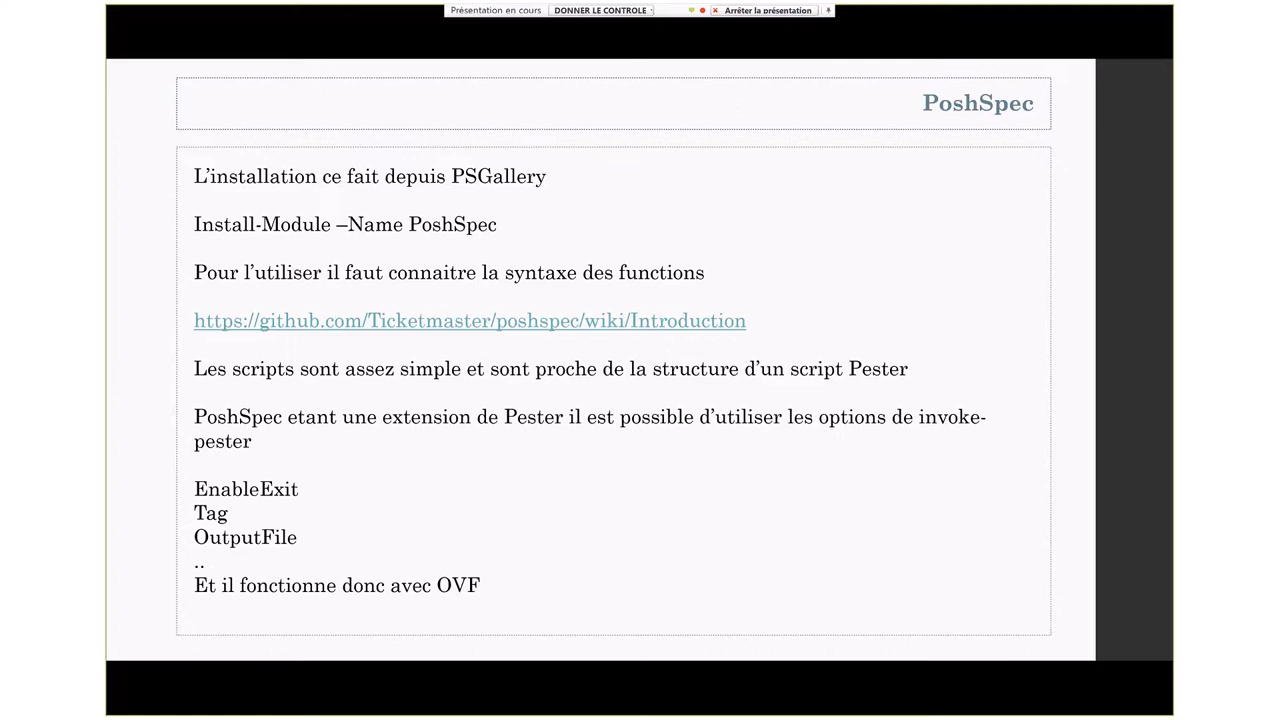 Présentation en cours DONNER LE CONTROLE Arrêter la présentation
PoshSpec
L'installation ce fait depuis PSGallery
Install-Module –Name PoshSpec
Pour l'utiliser il faut connaitre la syntaxe des functions
https://github.com/Ticketmaster/poshspec/wiki/Introduction
Les scripts sont assez simple et sont proche de la structure d'un script Pester
PoshSpec etant une extension de Pester il est possible d'utiliser les options de invoke-
pester
EnableExit
Tag
OutputFile
..
Et il fonctionne donc avec OVF